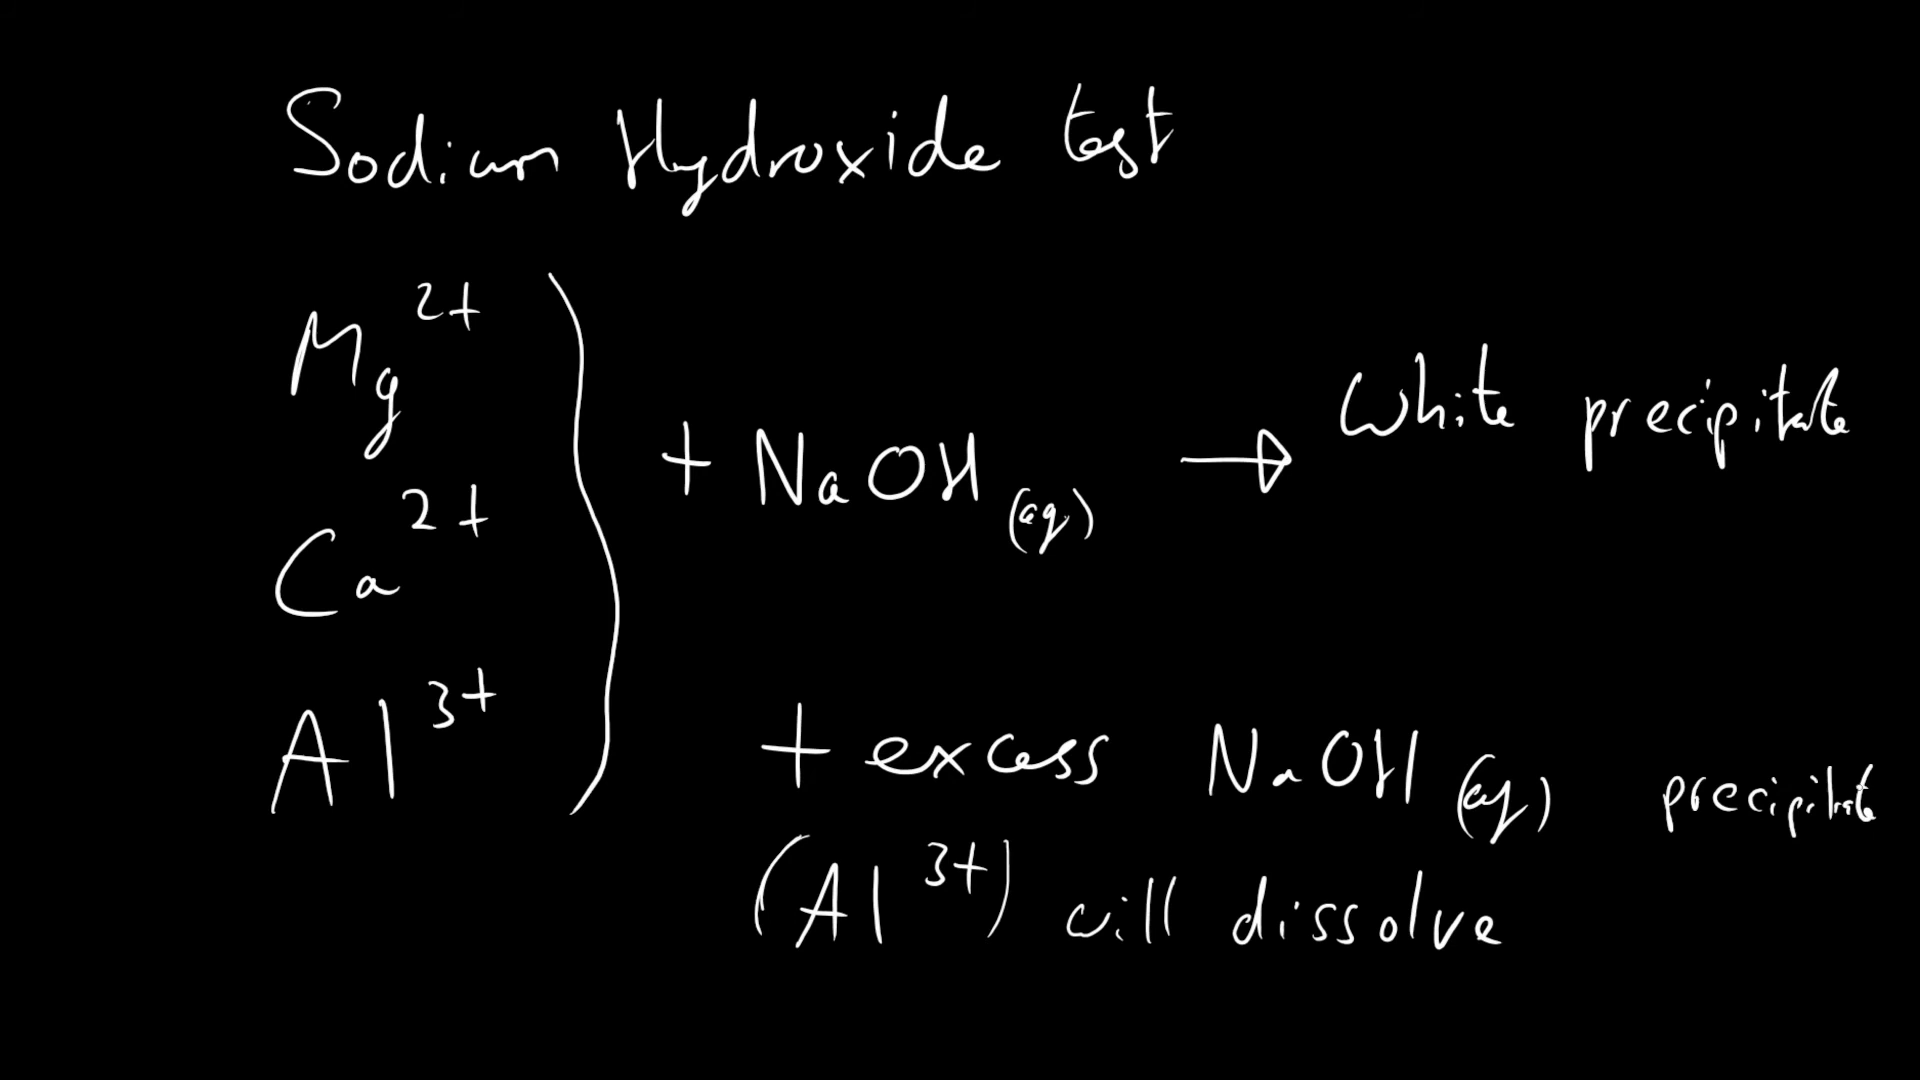 Sodium Hydroxide test
Mg²⁺
Ca²⁺
Al³⁺
+ NaOH (aq) → White precipitate
+ excess NaOH (aq) precipitate
(Al³⁺) will dissolve